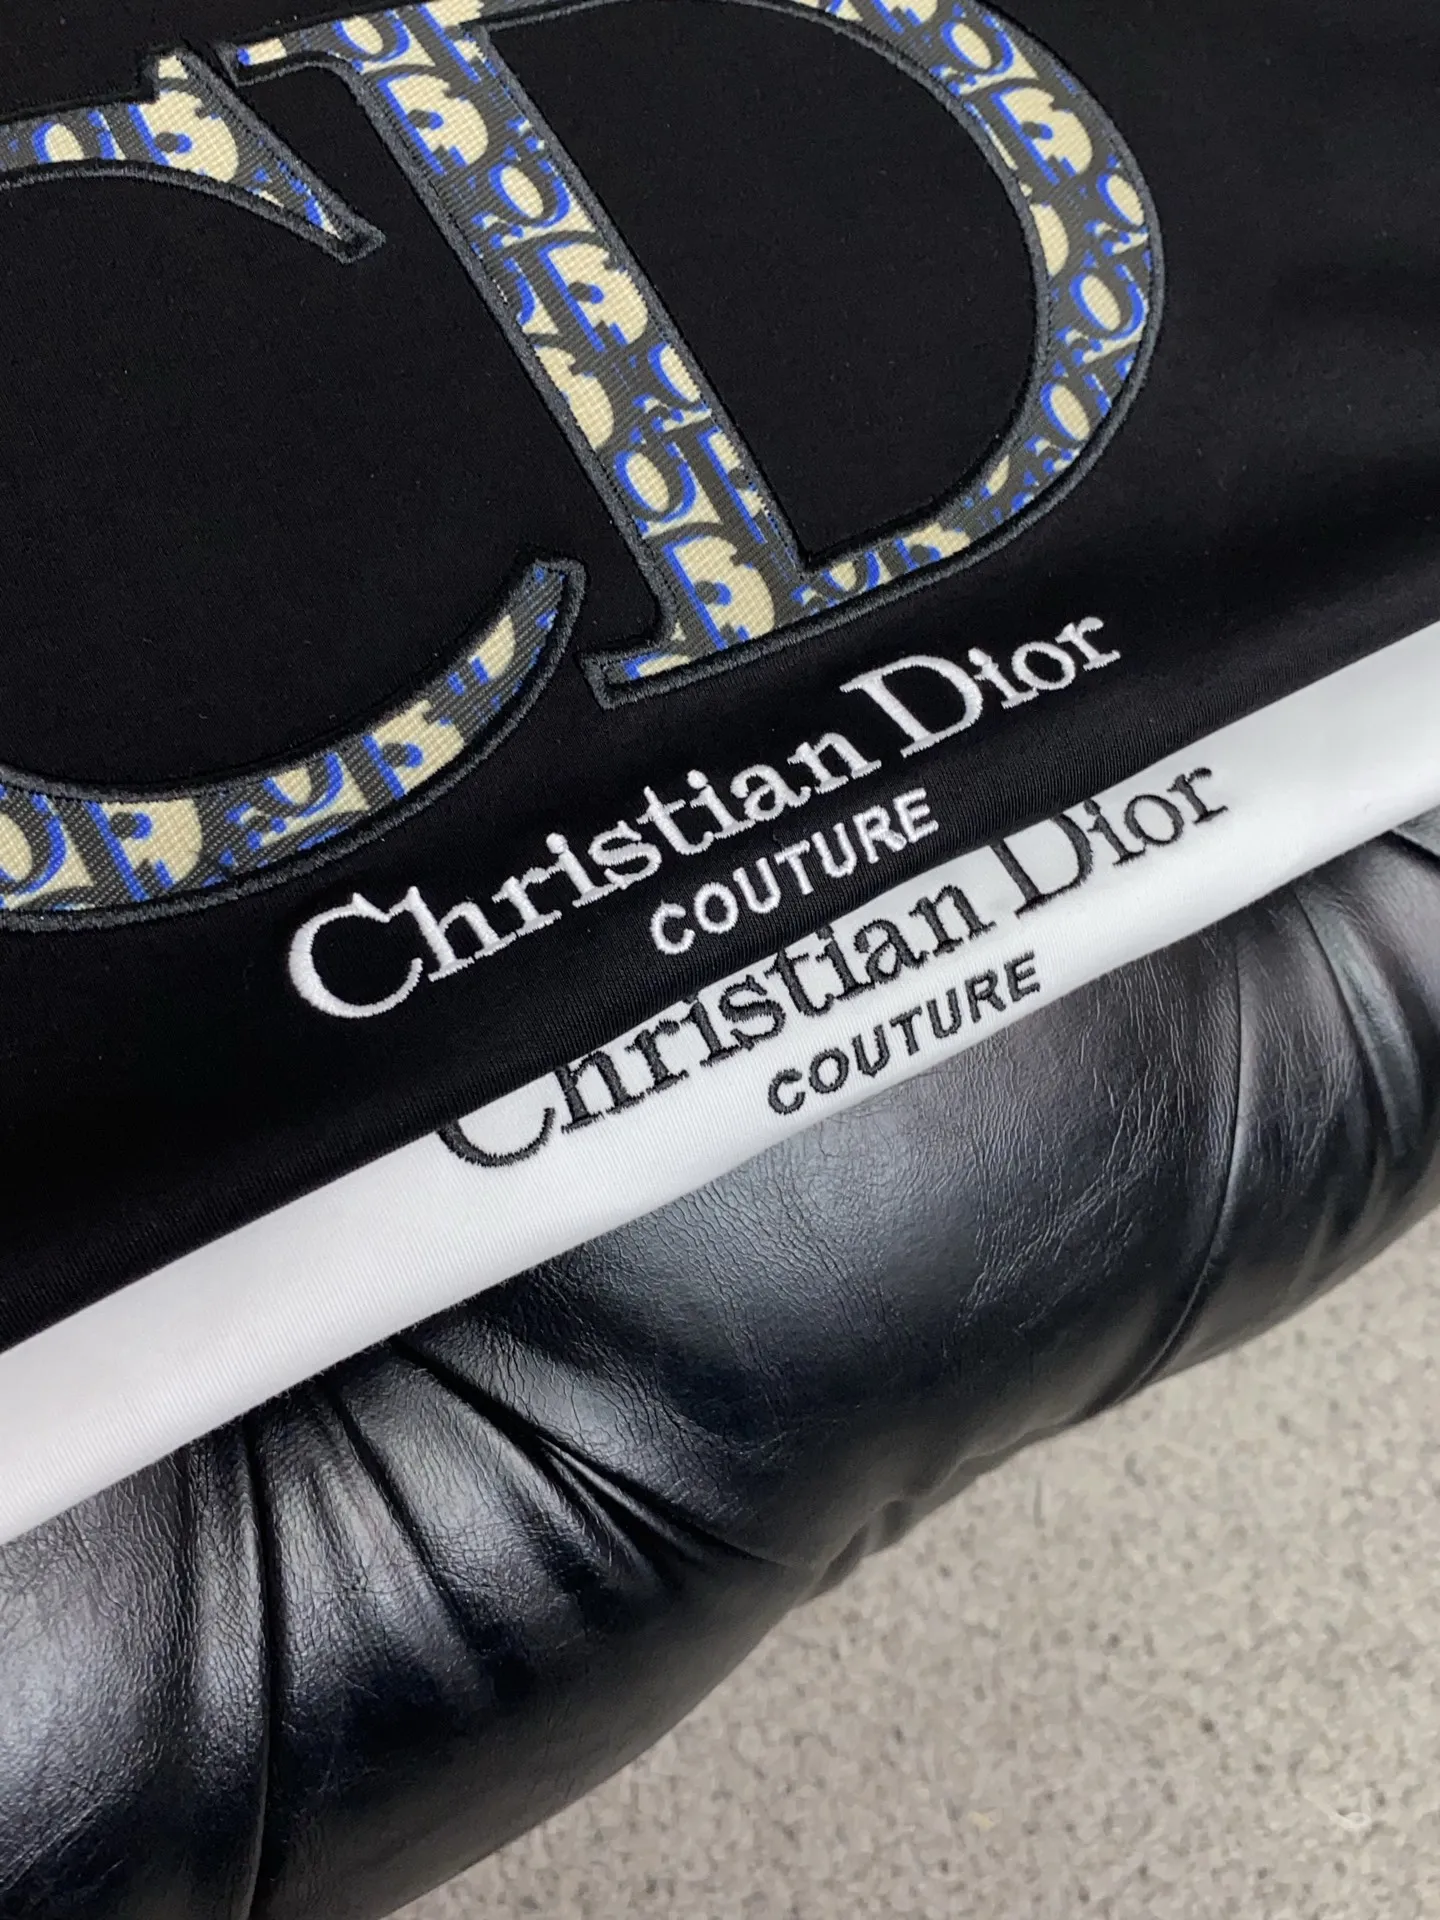 CD
Christian Dior
COUTURE
Christian Dior
COUTURE